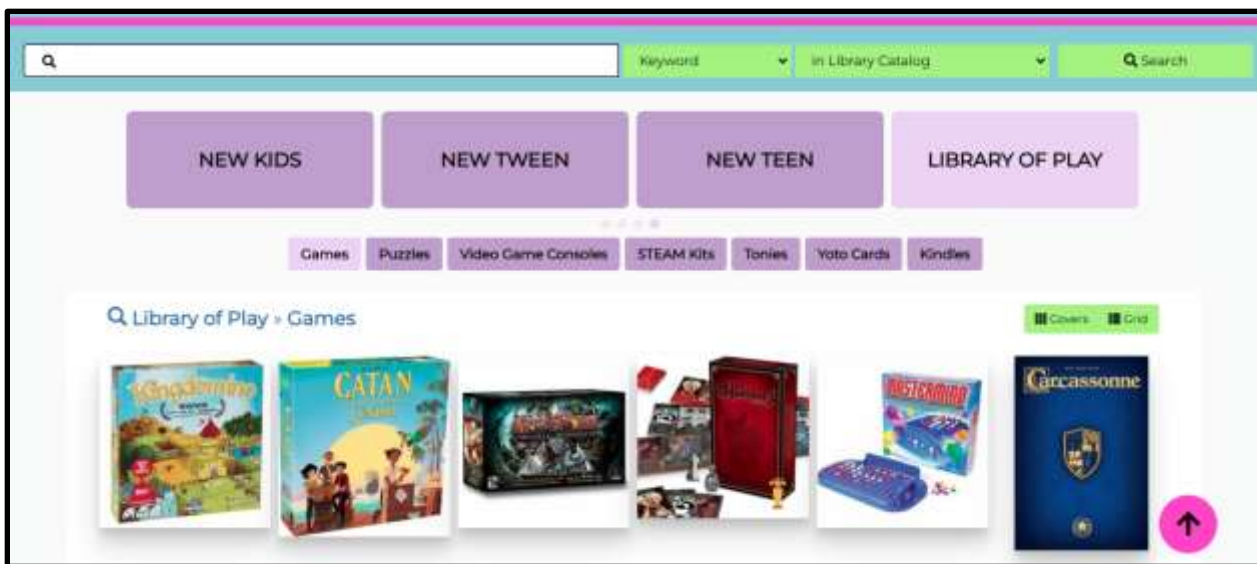 Keyword in Library Catalog Search
NEW KIDS NEW TWEEN NEW TEEN LIBRARY OF PLAY
Games Puzzles Video Game Consoles STEAM Kits Tonies Yoto Cards Kindles
Library of Play » Games
Covers Grid
Kingdomino CATAN MASTERMIND Carcassonne